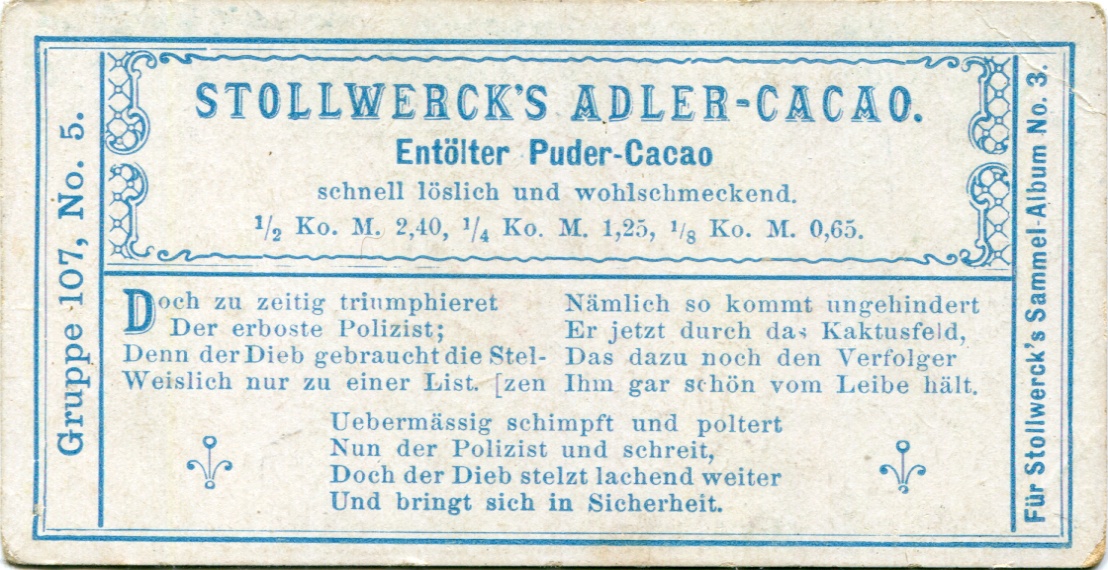 Gruppe 107, No. 5.
STOLLWERCK'S ADLER-CACAO.
Entölter Puder-Cacao
schnell löslich und wohlschmeckend.
1/2 Ko. M. 2,40, 1/4 Ko. M. 1,25, 1/8 Ko. M. 0,65.
Doch zu zeitig triumphieret
Der erboste Polizist;
Denn der Dieb gebraucht die Stel-
Weislich nur zu einer List. [zen
Nämlich so kommt ungehindert
Er jetzt durch das Kaktusfeld,
Das dazu noch den Verfolger
Ihm gar schön vom Leibe hält.
Uebermässig schimpft und poltert
Nun der Polizist und schreit,
Doch der Dieb stelzt lachend weiter
Und bringt sich in Sicherheit.
Für Stollwerck's Sammel-Album No. 3.